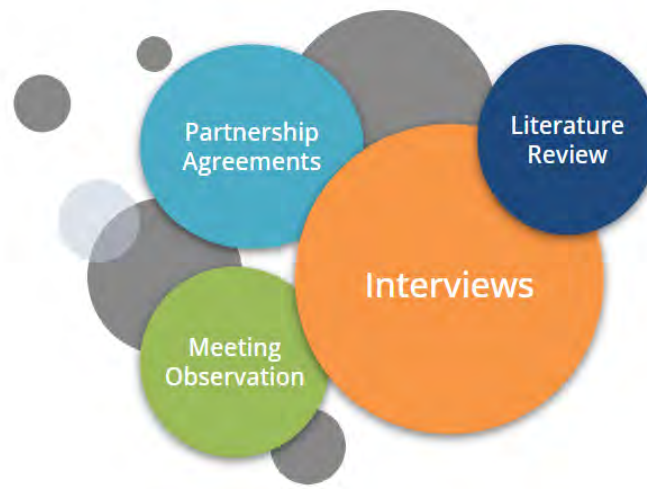 Partnership
Agreements
Literature
Review
Interviews
Meeting
Observation